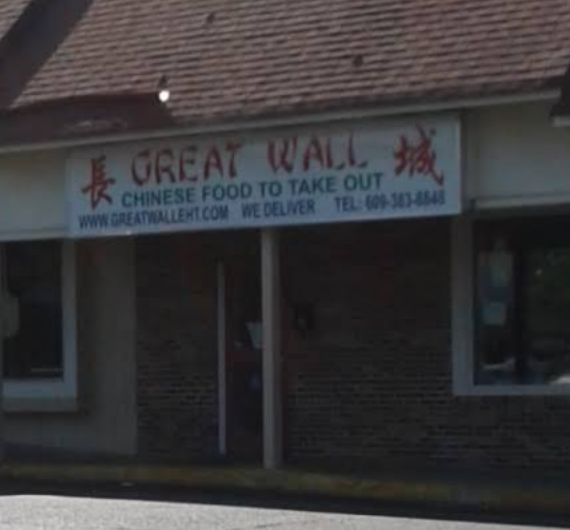 長 GREAT WALL 城
CHINESE FOOD TO TAKE OUT
WWW.GREATWALLEHT.COM WE DELIVER TEL: 609-383-8848